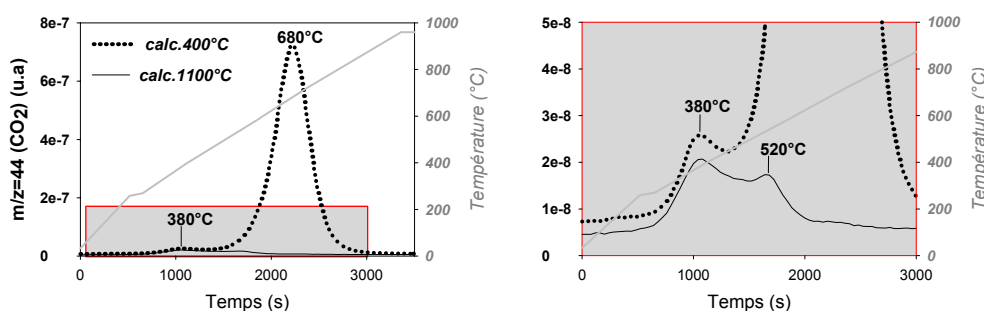 m/z=44 (CO2) (u.a)
8e-7
6e-7
4e-7
2e-7
0
calc.400°C
calc.1100°C
680°C
380°C
1000
800
600
400
200
0
Température (°C)
0 1000 2000 3000
Temps (s)
5e-8
4e-8
3e-8
2e-8
1e-8
0
380°C
520°C
1000
800
600
400
200
0
Température (°C)
0 1000 2000 3000
Temps (s)